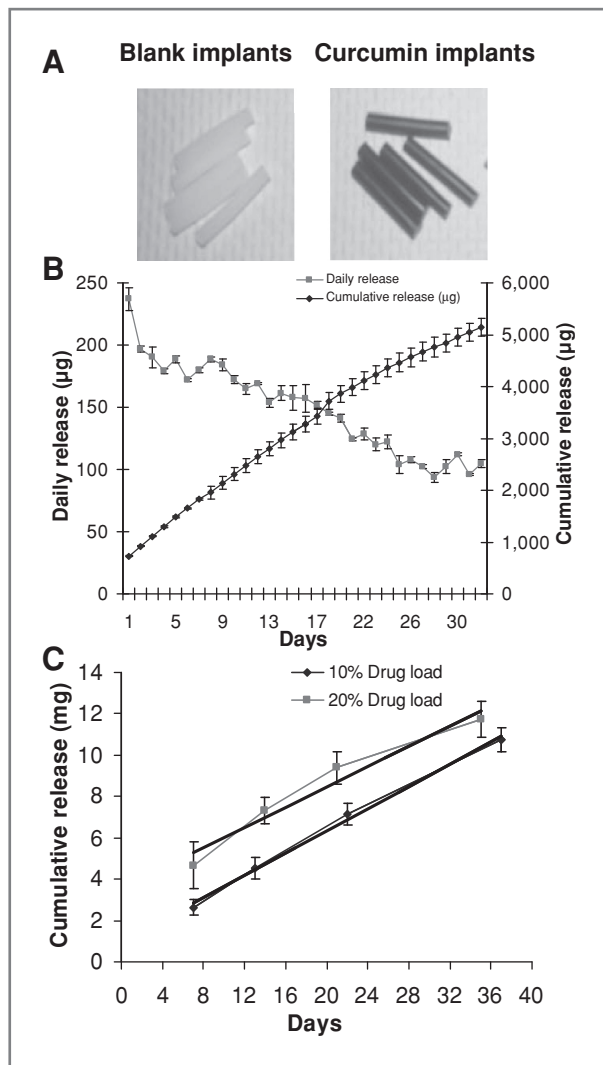 A
Blank implants
Curcumin implants
B
Daily release
Cumulative release (µg)
Daily release (µg)
250
200
150
100
50
0
Cumulative release (µg)
6,000
5,000
4,000
3,000
2,000
1,000
0
1 5 9 13 17 22 26 30
Days
C
10% Drug load
20% Drug load
Cumulative release (mg)
14
12
10
8
6
4
2
0
0 4 8 12 16 20 22 24 32 36 40
Days